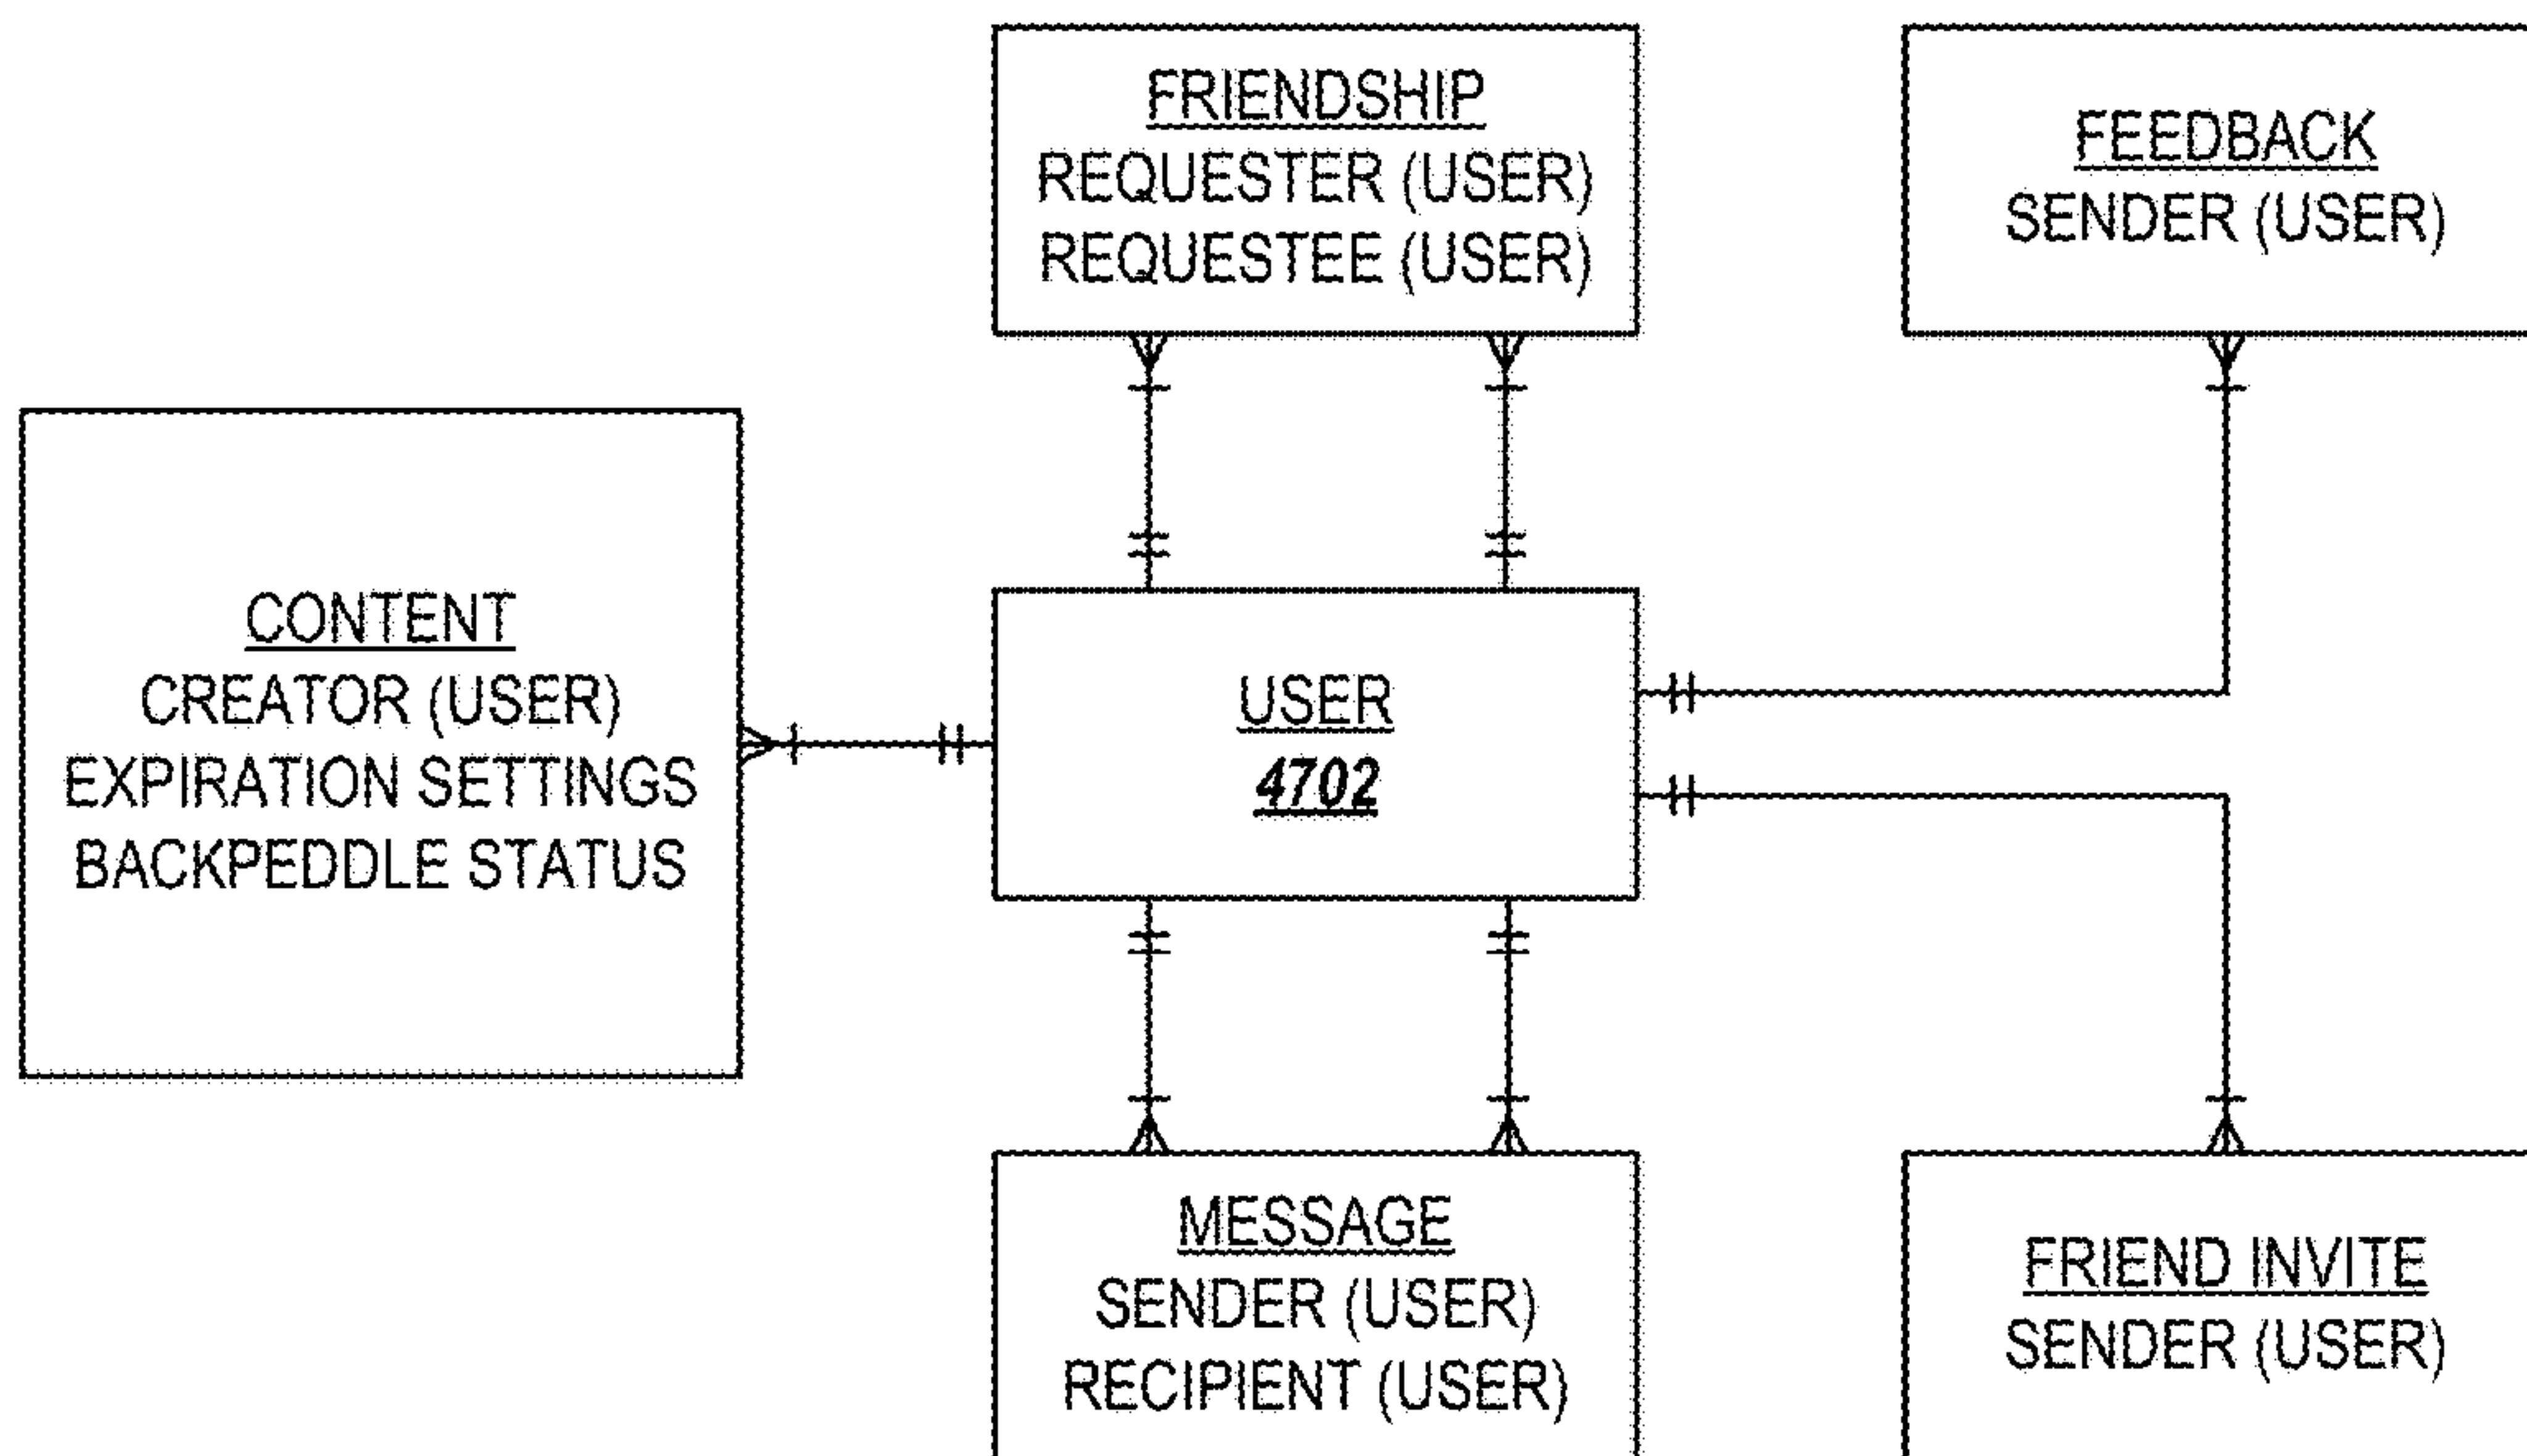 FRIENDSHIP
REQUESTER (USER)
REQUESTEE (USER)
FEEDBACK
SENDER (USER)
CONTENT
CREATOR (USER)
EXPIRATION SETTINGS
BACKPEDDLE STATUS
USER
4702
MESSAGE
SENDER (USER)
RECIPIENT (USER)
FRIEND INVITE
SENDER (USER)